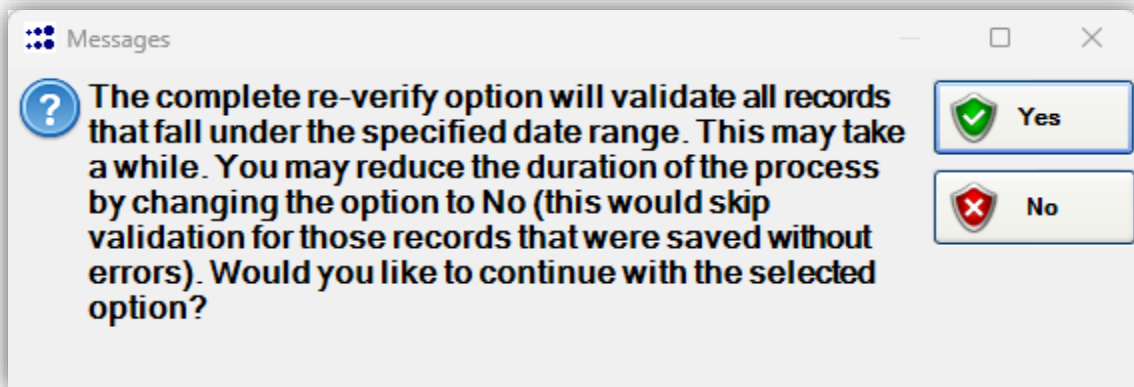 Messages
The complete re-verify option will validate all records
that fall under the specified date range. This may take
a while. You may reduce the duration of the process
by changing the option to No (this would skip
validation for those records that were saved without
errors). Would you like to continue with the selected
option?
Yes
No